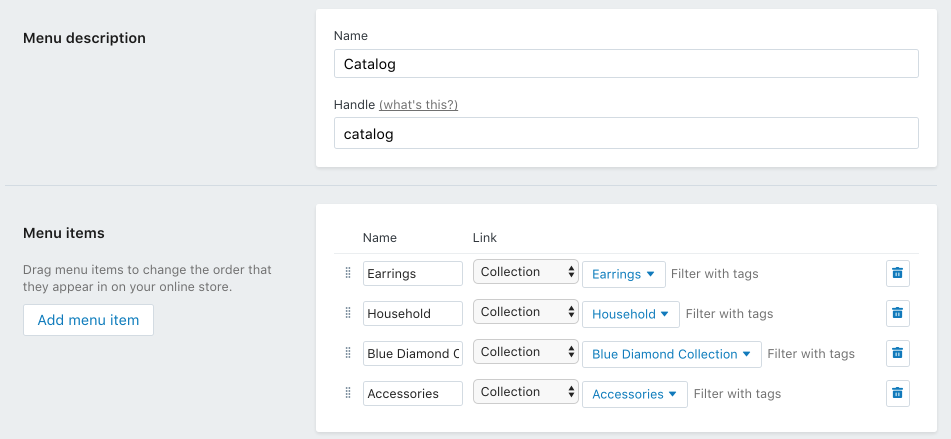 Menu description
Name
Catalog
Handle (what's this?)
catalog
Menu items
Drag menu items to change the order that
they appear in on your online store.
Add menu item
Name Link
Earrings Collection Earrings Filter with tags
Household Collection Household Filter with tags
Blue Diamond C Collection Blue Diamond Collection Filter with tags
Accessories Collection Accessories Filter with tags